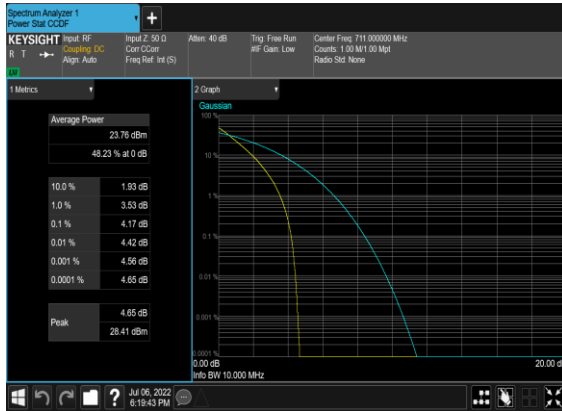 Spectrum Analyzer 1
Power Stat CCDF
+
KEYSIGHT
R T
LXI
Input: RF
Coupling: DC
Align: Auto
Input Z: 50 Ω
Corr CCorr
Freq Ref: Int (S)
Atten: 40 dB
Trig: Free Run
#IF Gain: Low
Center Freq: 711.000000 MHz
Counts: 1.00 M/1.00 Mpt
Radio Std: None
1 Metrics
Average Power
23.76 dBm
48.23 % at 0 dB
10.0 % 1.93 dB
1.0 % 3.53 dB
0.1 % 4.17 dB
0.01 % 4.42 dB
0.001 % 4.56 dB
0.0001 % 4.65 dB
Peak
4.65 dB
28.41 dBm
2 Graph
Gaussian
100 %
10 %
1 %
0.1 %
0.01 %
0.001 %
0.0001 %
0.00 dB
20.00 d
Info BW 10.000 MHz
?
Jul 06, 2022
6:19:43 PM